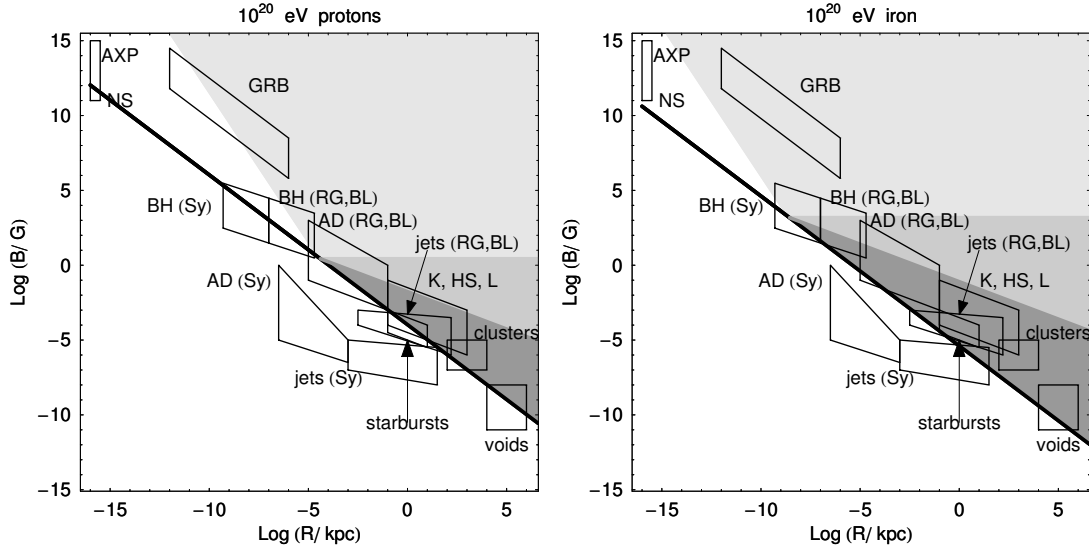 10^20 eV protons
15
10
5
0
−5
−10
−15
Log (B/ G)
AXP
NS
GRB
BH (Sy)
BH (RG,BL)
AD (RG,BL)
jets (RG,BL)
AD (Sy)
K, HS, L
clusters
jets (Sy)
starbursts
voids
−15
−10
−5
0
5
Log (R/ kpc)
10^20 eV iron
15
10
5
0
−5
−10
−15
Log (B/ G)
AXP
NS
GRB
BH (Sy)
BH (RG,BL)
AD (RG,BL)
jets (RG,BL)
AD (Sy)
K, HS, L
clusters
jets (Sy)
starbursts
voids
−15
−10
−5
0
5
Log (R/ kpc)